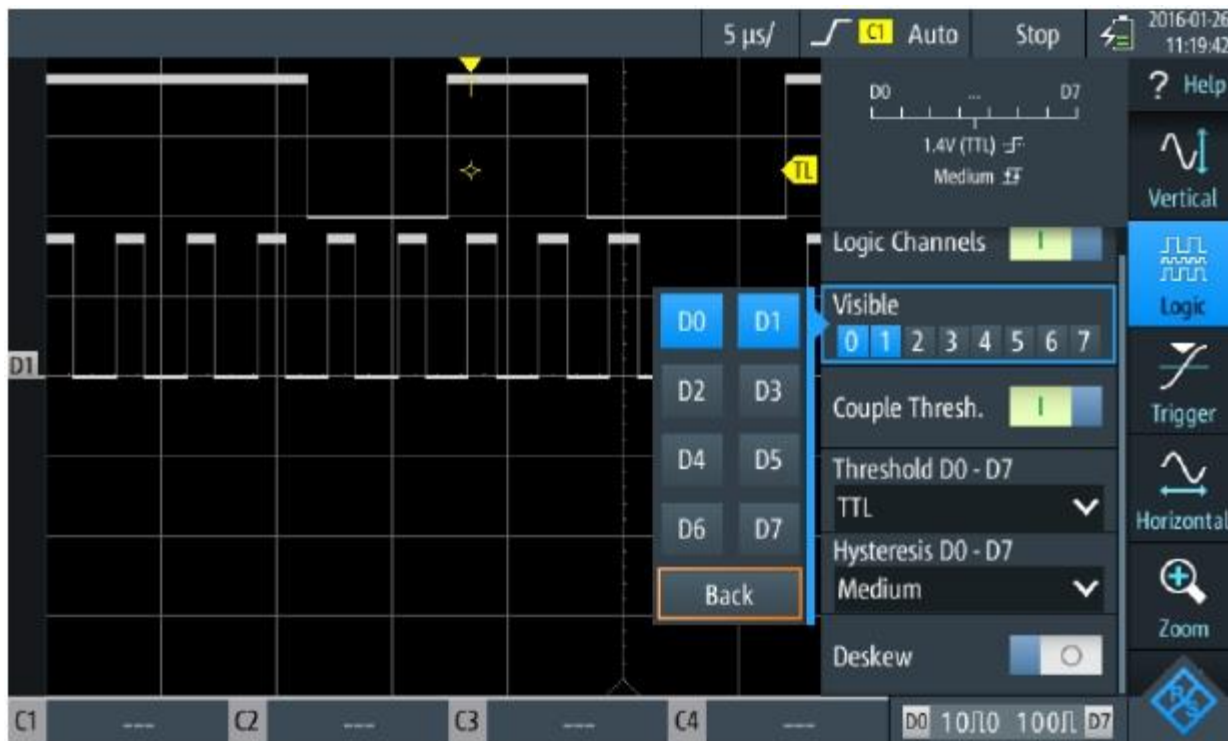 5 µs/ C1 Auto Stop 2016-01-26
11:19:42
? Help
D0 ... D7
1.4V (TTL)
Medium
TL
Vertical
Logic Channels I
Logic
Visible
0 1 2 3 4 5 6 7
D0 D1
D1
D2 D3
Couple Thresh. I
Trigger
D4 D5
Threshold D0 - D7
TTL
Horizontal
D6 D7
Hysteresis D0 - D7
Medium
Back
Zoom
Deskew
R&S
C1 --- C2 --- C3 --- C4 --- D0 10⎍0 100⎍ D7